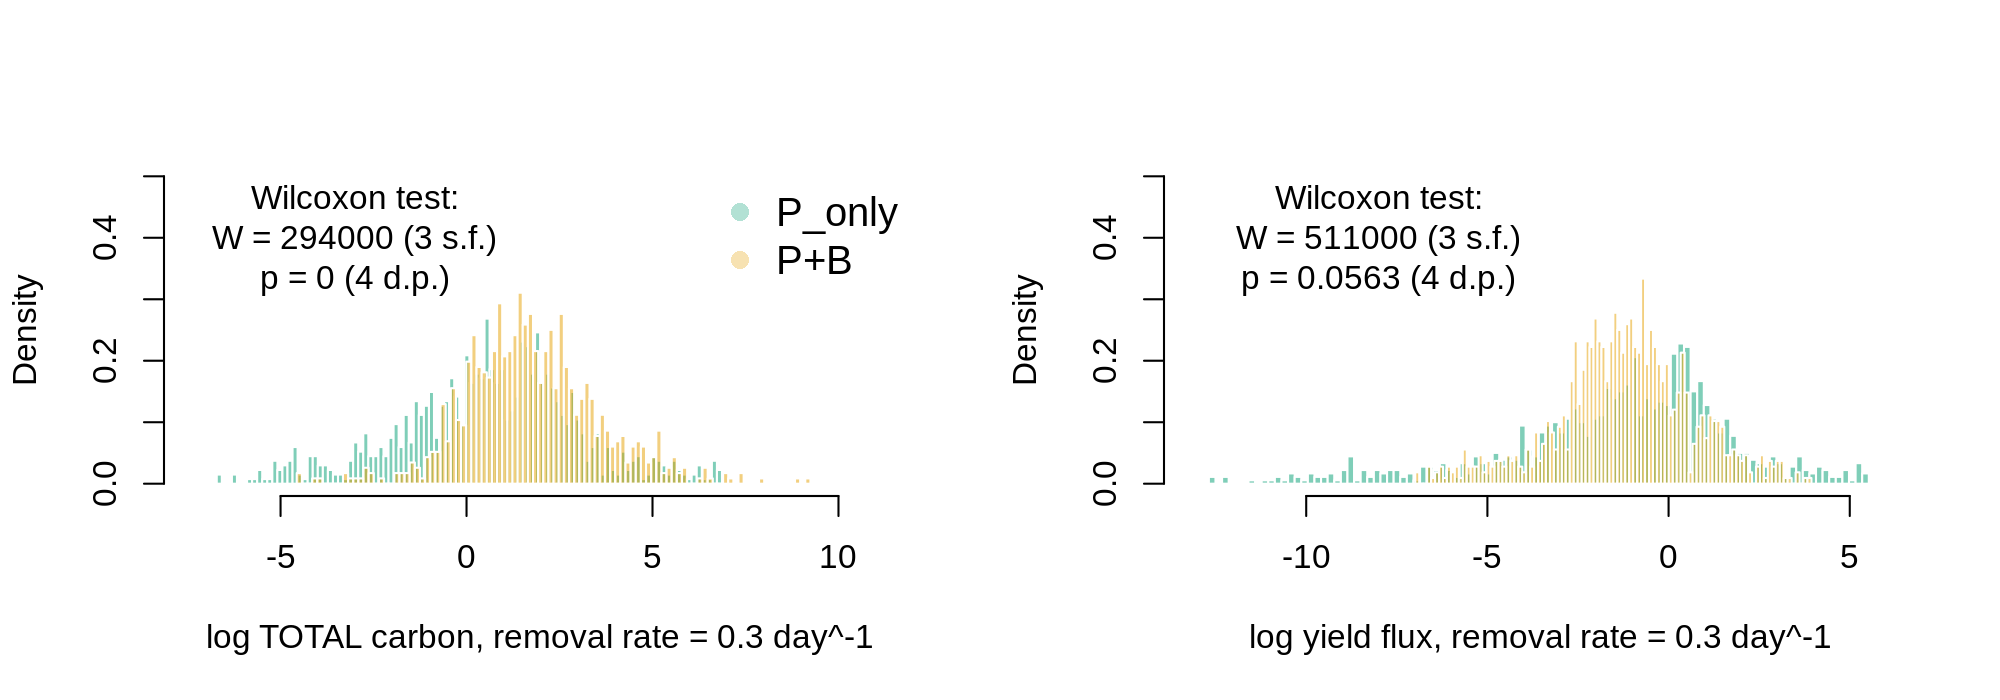 Wilcoxon test:
W = 294000 (3 s.f.)
p = 0 (4 d.p.)
P_only
P+B
Density
0.0
0.2
0.4
-5
0
5
10
log TOTAL carbon, removal rate = 0.3 day^-1
Wilcoxon test:
W = 511000 (3 s.f.)
p = 0.0563 (4 d.p.)
Density
0.0
0.2
0.4
-10
-5
0
5
log yield flux, removal rate = 0.3 day^-1